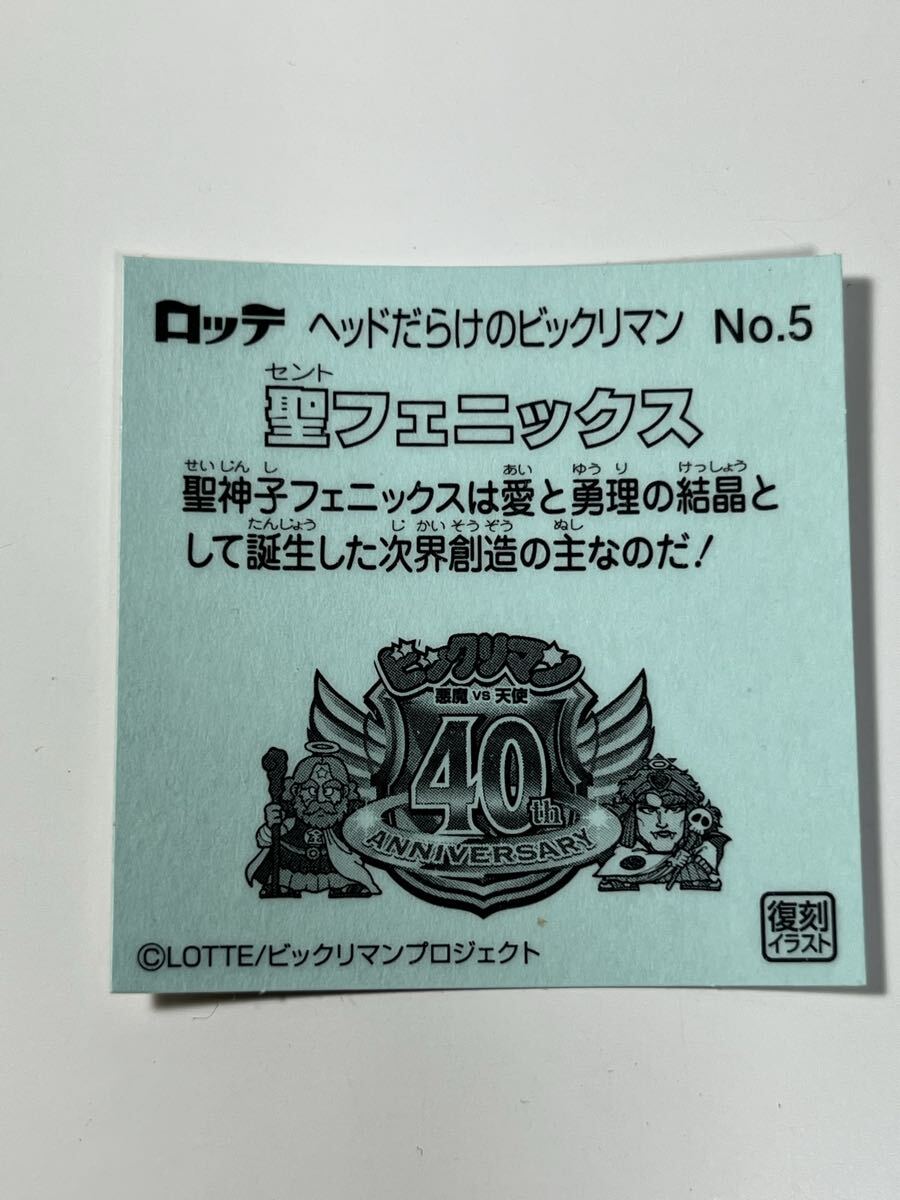 ロッテ ヘッドだらけのビックリマン No.5
セント
聖フェニックス
せいじんし あい ゆうり けっしょう
聖神子フェニックスは愛と勇理の結晶と
たんじょう じかいそうぞう ぬし
して誕生した次界創造の主なのだ!
ビックリマン
悪魔 VS 天使
40th
ANNIVERSARY
金
復刻
イラスト
©LOTTE/ビックリマンプロジェクト